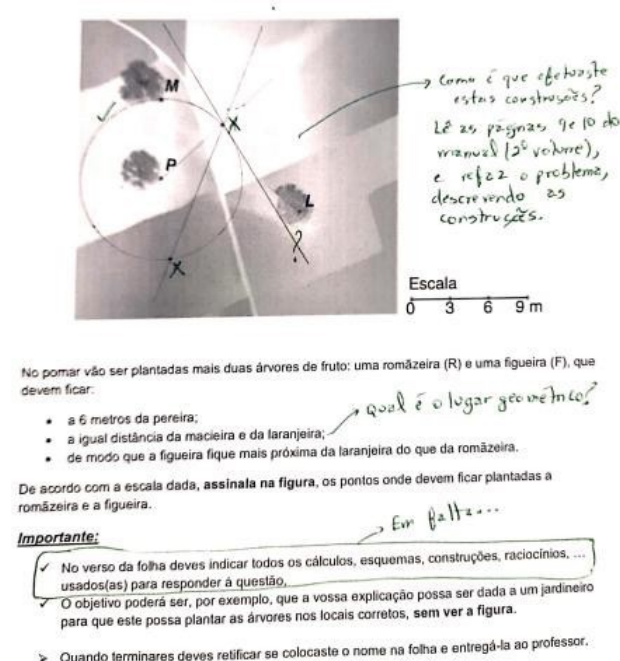 M
X
P
L
X
?
Como é que efetuaste
estas construções?
Lê as páginas 9 e 10 do
manual (2º volume),
e refaz o problema,
descrevendo as
construções.
Escala
0 3 6 9 m
No pomar vão ser plantadas mais duas árvores de fruto: uma romãzeira (R) e uma figueira (F), que
devem ficar:
• a 6 metros da pereira;
• a igual distância da macieira e da laranjeira;
Qual é o lugar geométrico?
• de modo que a figueira fique mais próxima da laranjeira do que da romãzeira.
De acordo com a escala dada, assinala na figura, os pontos onde devem ficar plantadas a
romãzeira e a figueira.
Em falta...
Importante:
✓ No verso da folha deves indicar todos os cálculos, esquemas, construções, raciocínios, ...
usados(as) para responder á questão,
✓ O objetivo poderá ser, por exemplo, que a vossa explicação possa ser dada a um jardineiro
para que este possa plantar as árvores nos locais corretos, sem ver a figura.
➢ Quando terminares deves retificar se colocaste o nome na folha e entregá-la ao professor.